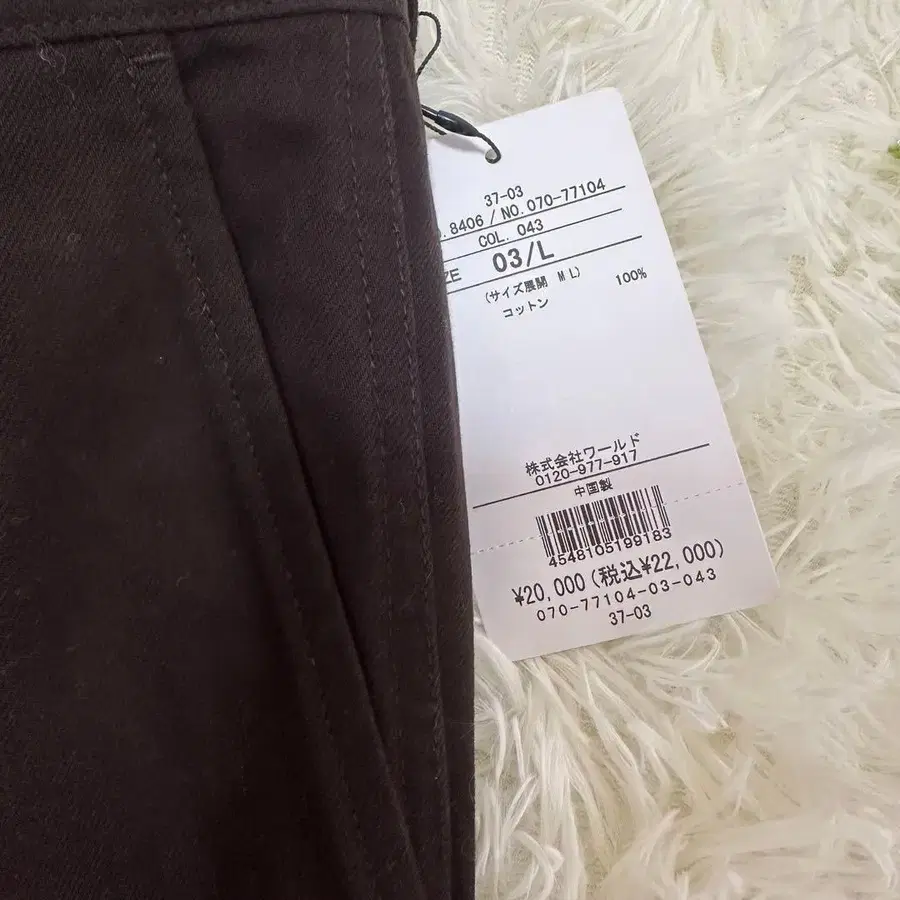 37-03
.8406 / NO.070-77104
COL. 043
ZE 03/L
(サイズ展開 M L)
コットン 100%
株式会社ワールド
0120-977-917
中国製
4548105199183
¥20,000(税込¥22,000)
070-77104-03-043
37-03